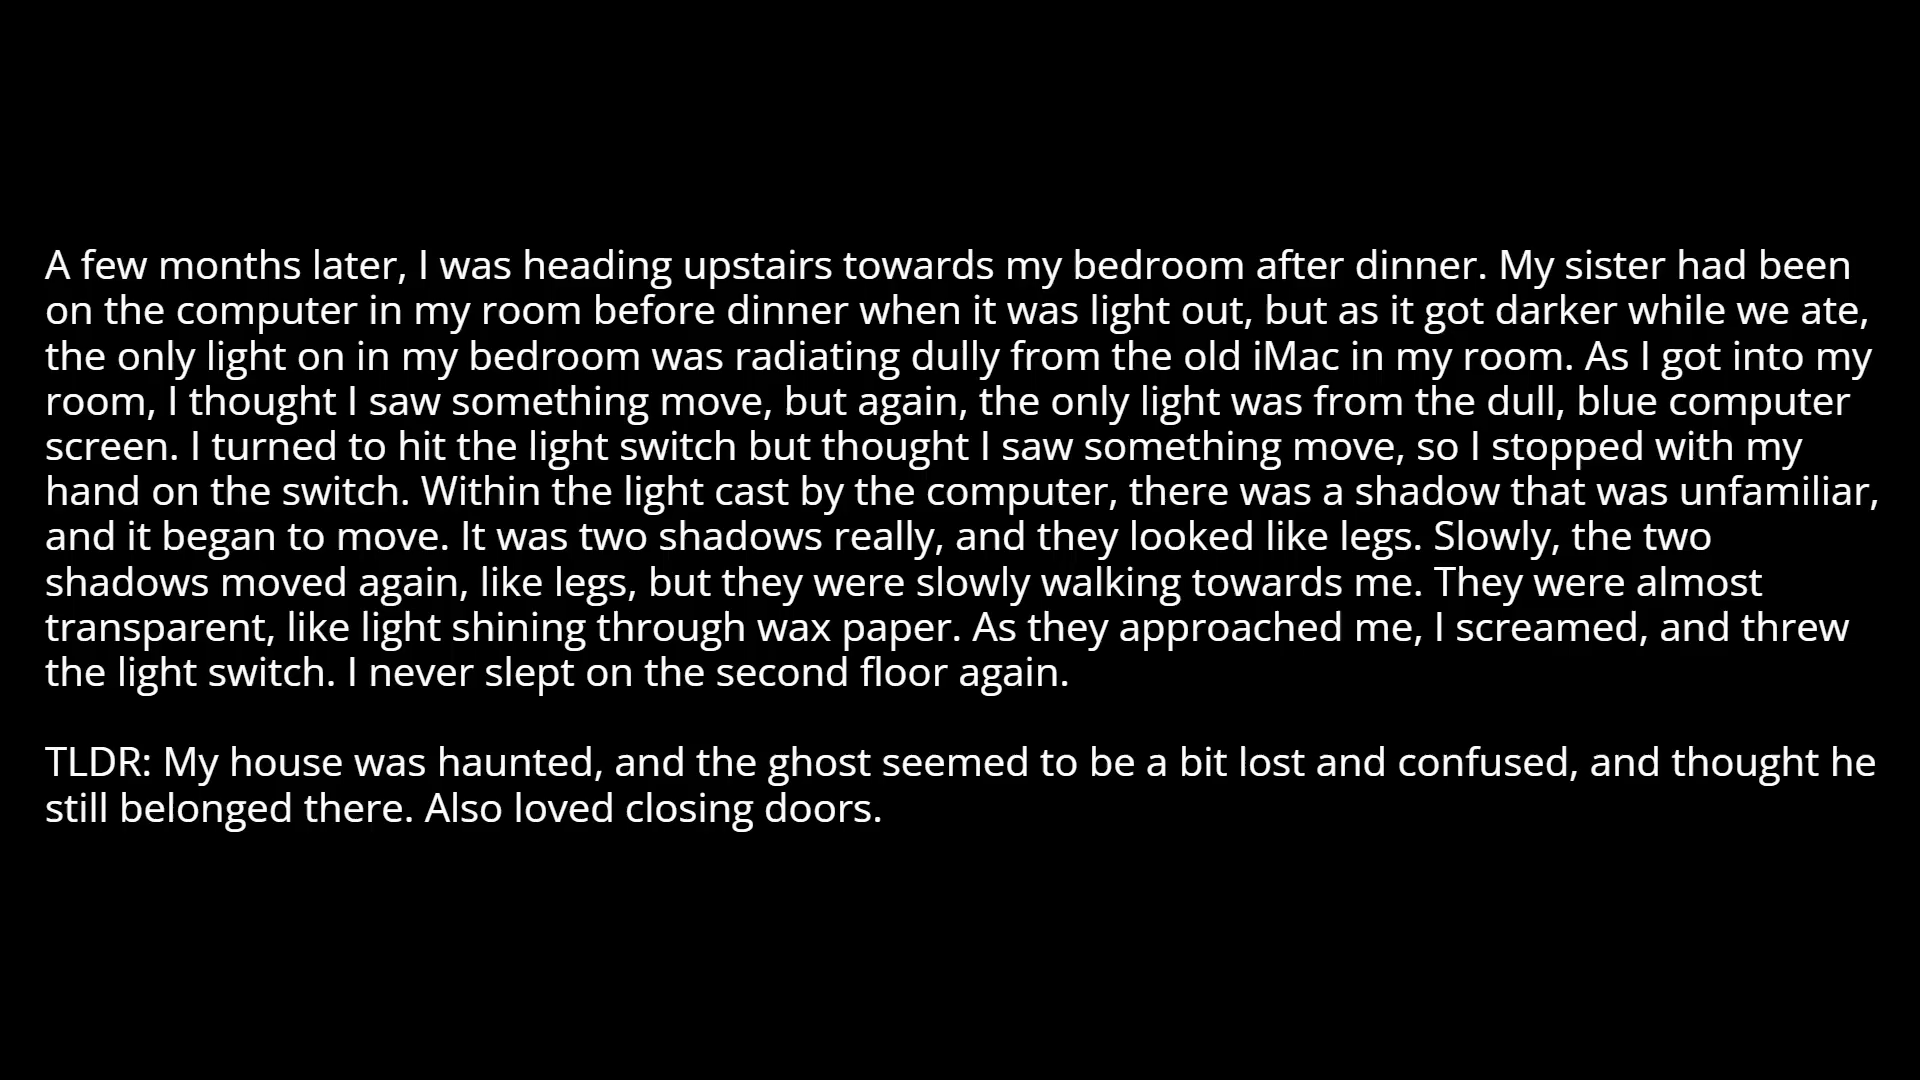 A few months later, I was heading upstairs towards my bedroom after dinner. My sister had been
on the computer in my room before dinner when it was light out, but as it got darker while we ate,
the only light on in my bedroom was radiating dully from the old iMac in my room. As I got into my
room, I thought I saw something move, but again, the only light was from the dull, blue computer
screen. I turned to hit the light switch but thought I saw something move, so I stopped with my
hand on the switch. Within the light cast by the computer, there was a shadow that was unfamiliar,
and it began to move. It was two shadows really, and they looked like legs. Slowly, the two
shadows moved again, like legs, but they were slowly walking towards me. They were almost
transparent, like light shining through wax paper. As they approached me, I screamed, and threw
the light switch. I never slept on the second floor again.

TLDR: My house was haunted, and the ghost seemed to be a bit lost and confused, and thought he
still belonged there. Also loved closing doors.